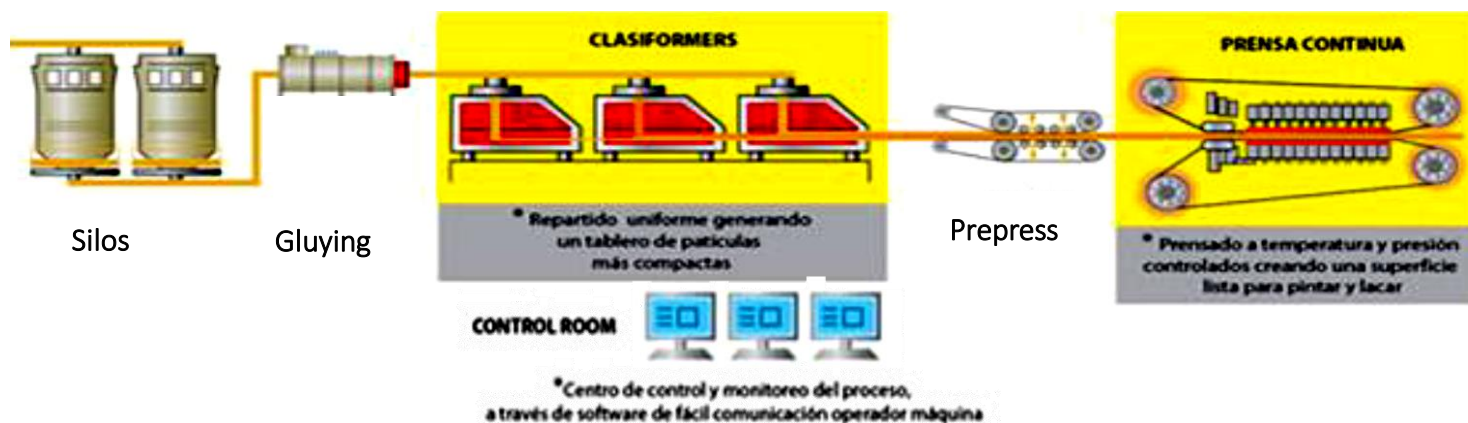 CLASIFORMERS
PRENSA CONTINUA
Silos
Gluying
* Repartido uniforme generando
un tablero de patículas
más compactas
Prepress
* Prensado a temperatura y presión
controlados creando una superficie
lista para pintar y lacar
CONTROL ROOM
*Centro de control y monitoreo del proceso,
a través de software de fácil comunicación operador máquina